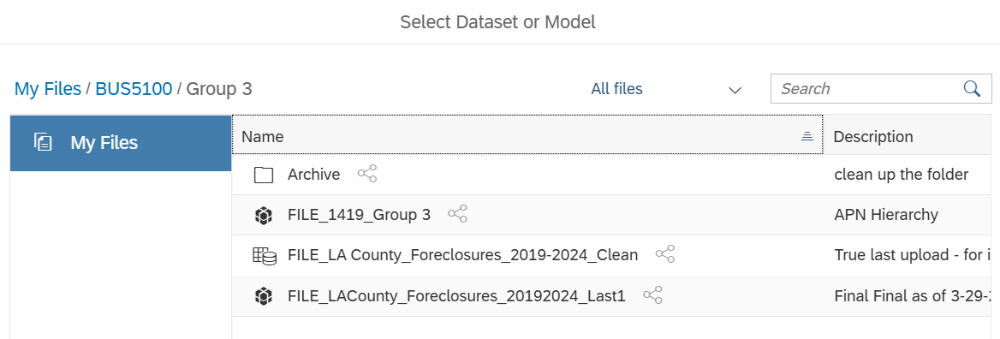 Select Dataset or Model
My Files / BUS5100 / Group 3
All files
Search
My Files
Name
Description
Archive
clean up the folder
FILE_1419_Group 3
APN Hierarchy
FILE_LA County_Foreclosures_2019-2024_Clean
True last upload - for i
FILE_LACounty_Foreclosures_20192024_Last1
Final Final as of 3-29-2